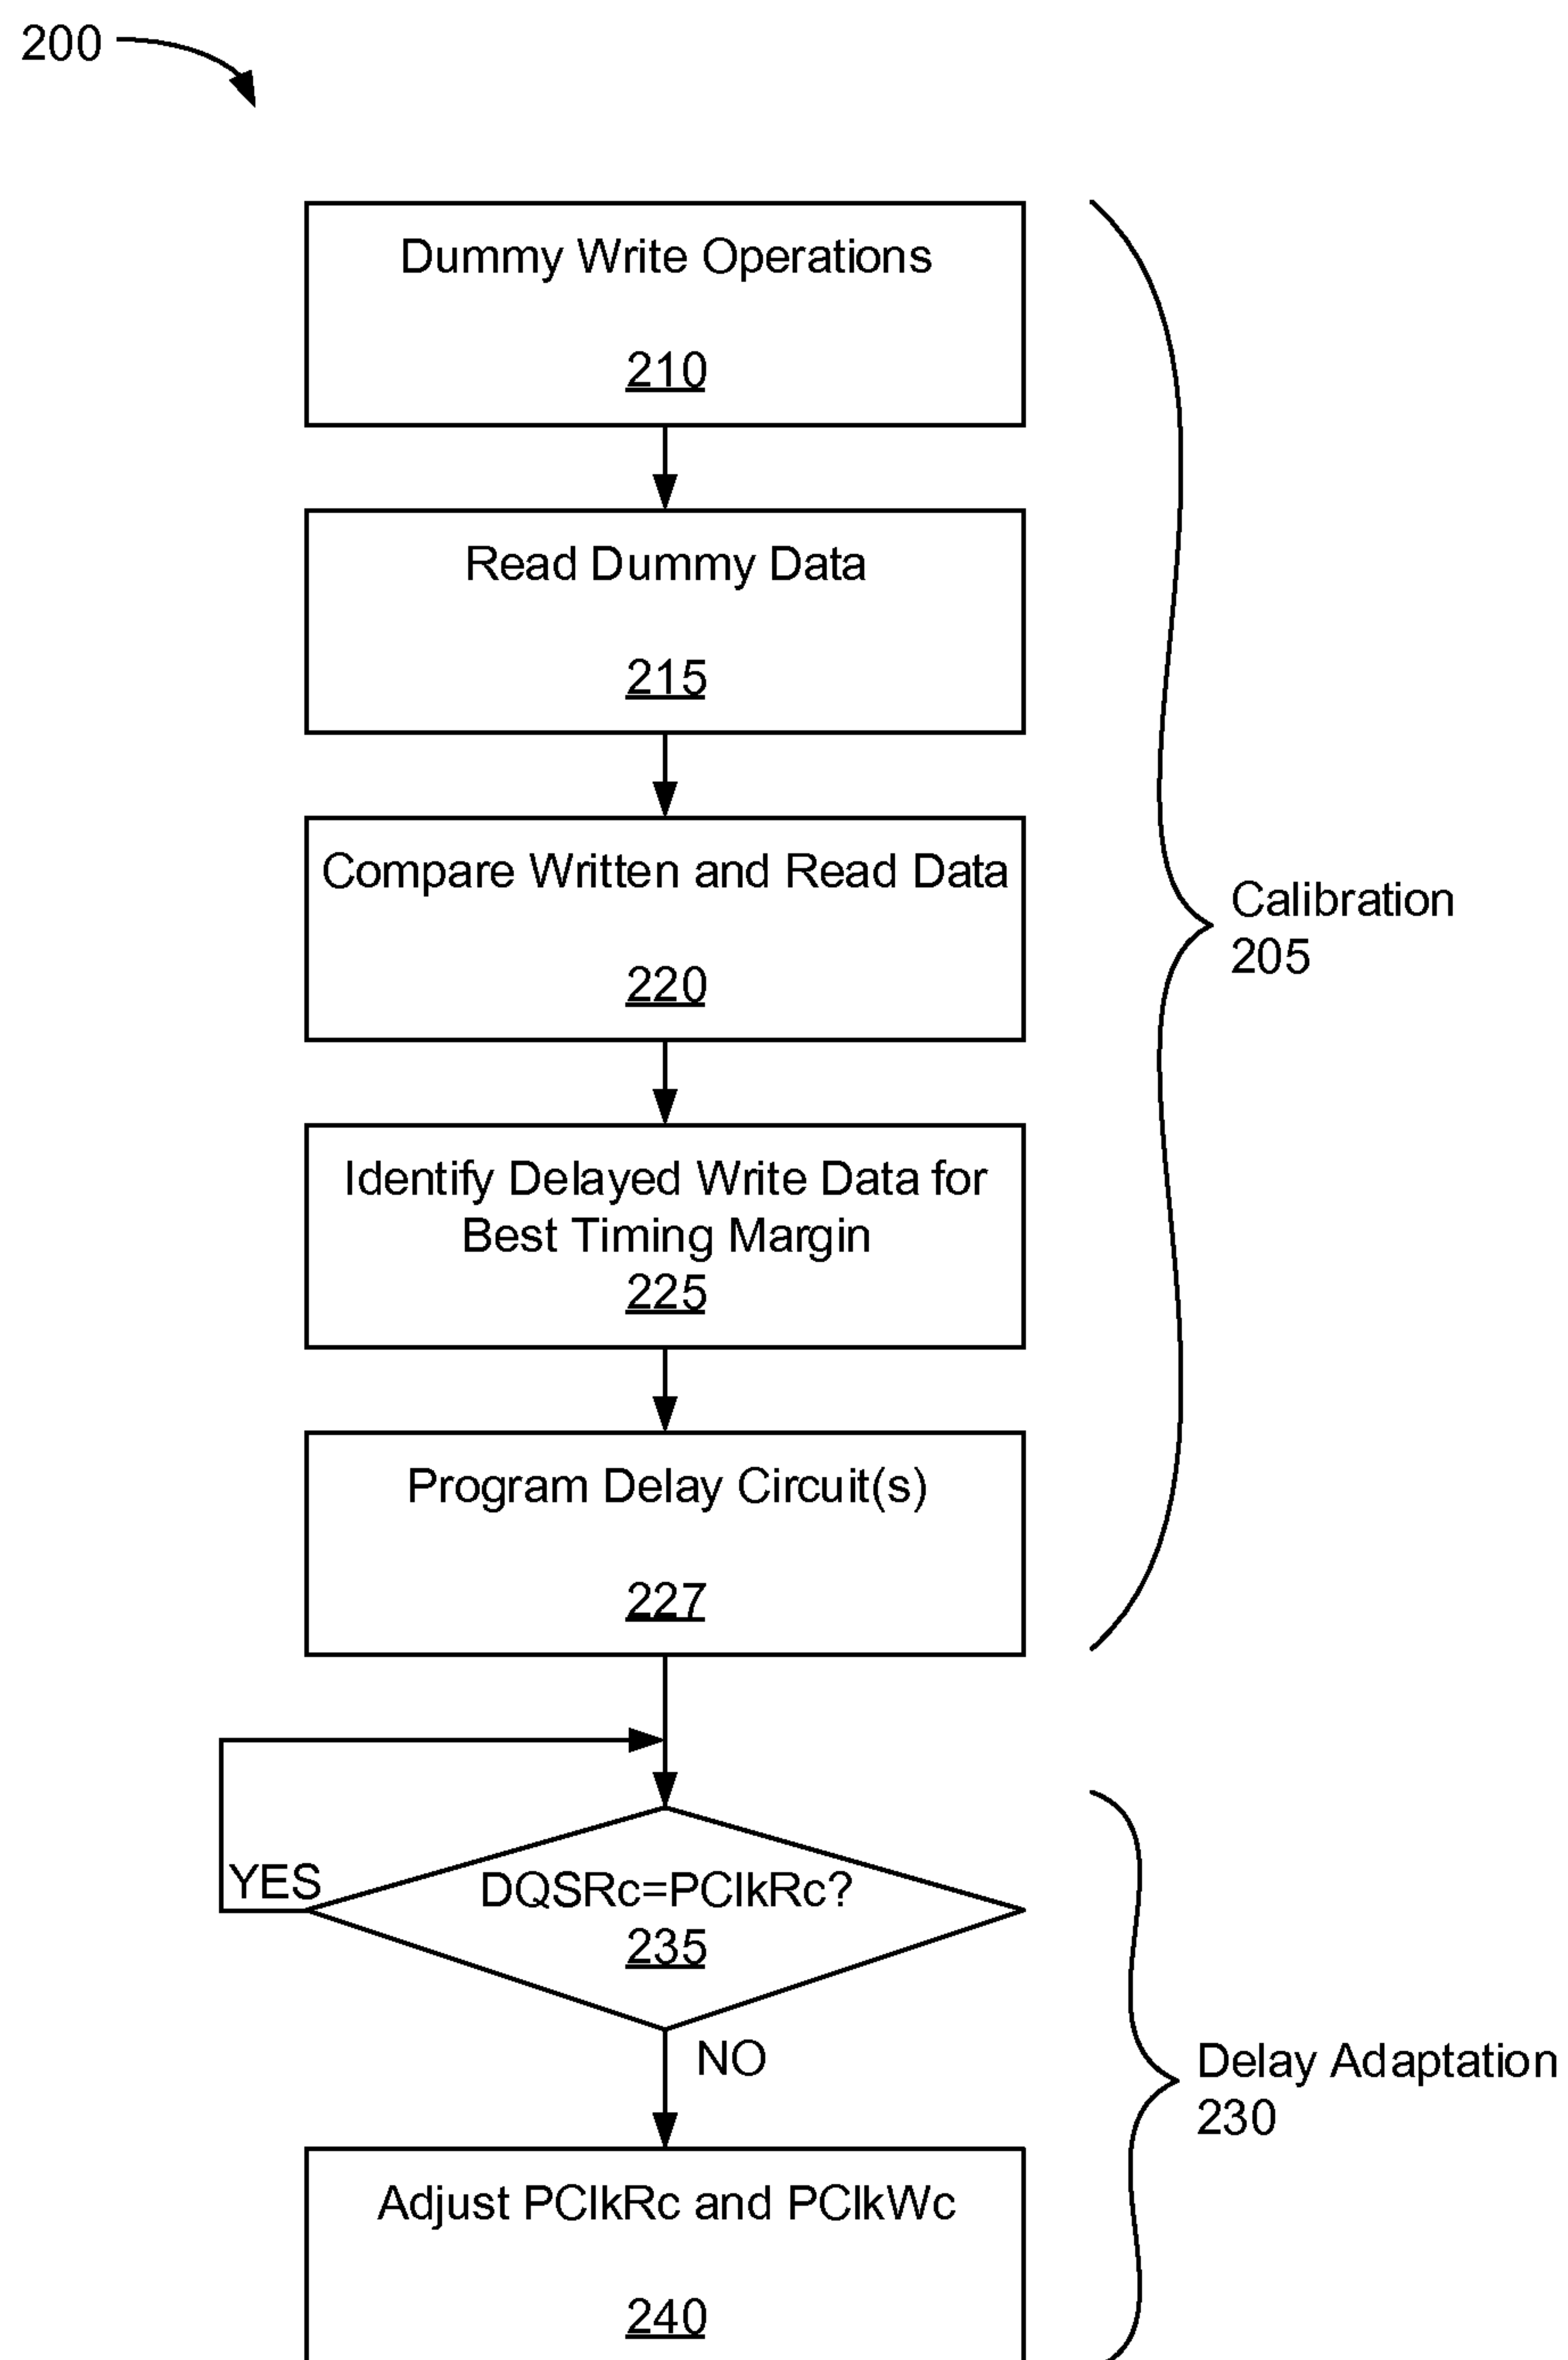 200
Dummy Write Operations
210
Read Dummy Data
215
Compare Written and Read Data
220
Calibration
205
Identify Delayed Write Data for
Best Timing Margin
225
Program Delay Circuit(s)
227
YES
DQSRc=PClkRc?
235
NO
Delay Adaptation
230
Adjust PClkRc and PClkWc
240